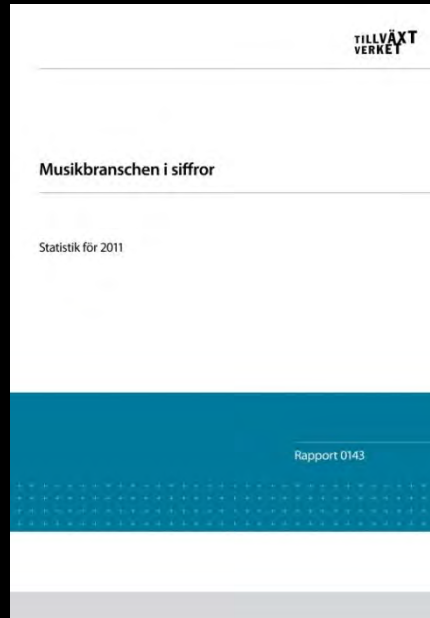 TILLVÄXT
VERKET
Musikbranschen i siffror
Statistik för 2011
Rapport 0143